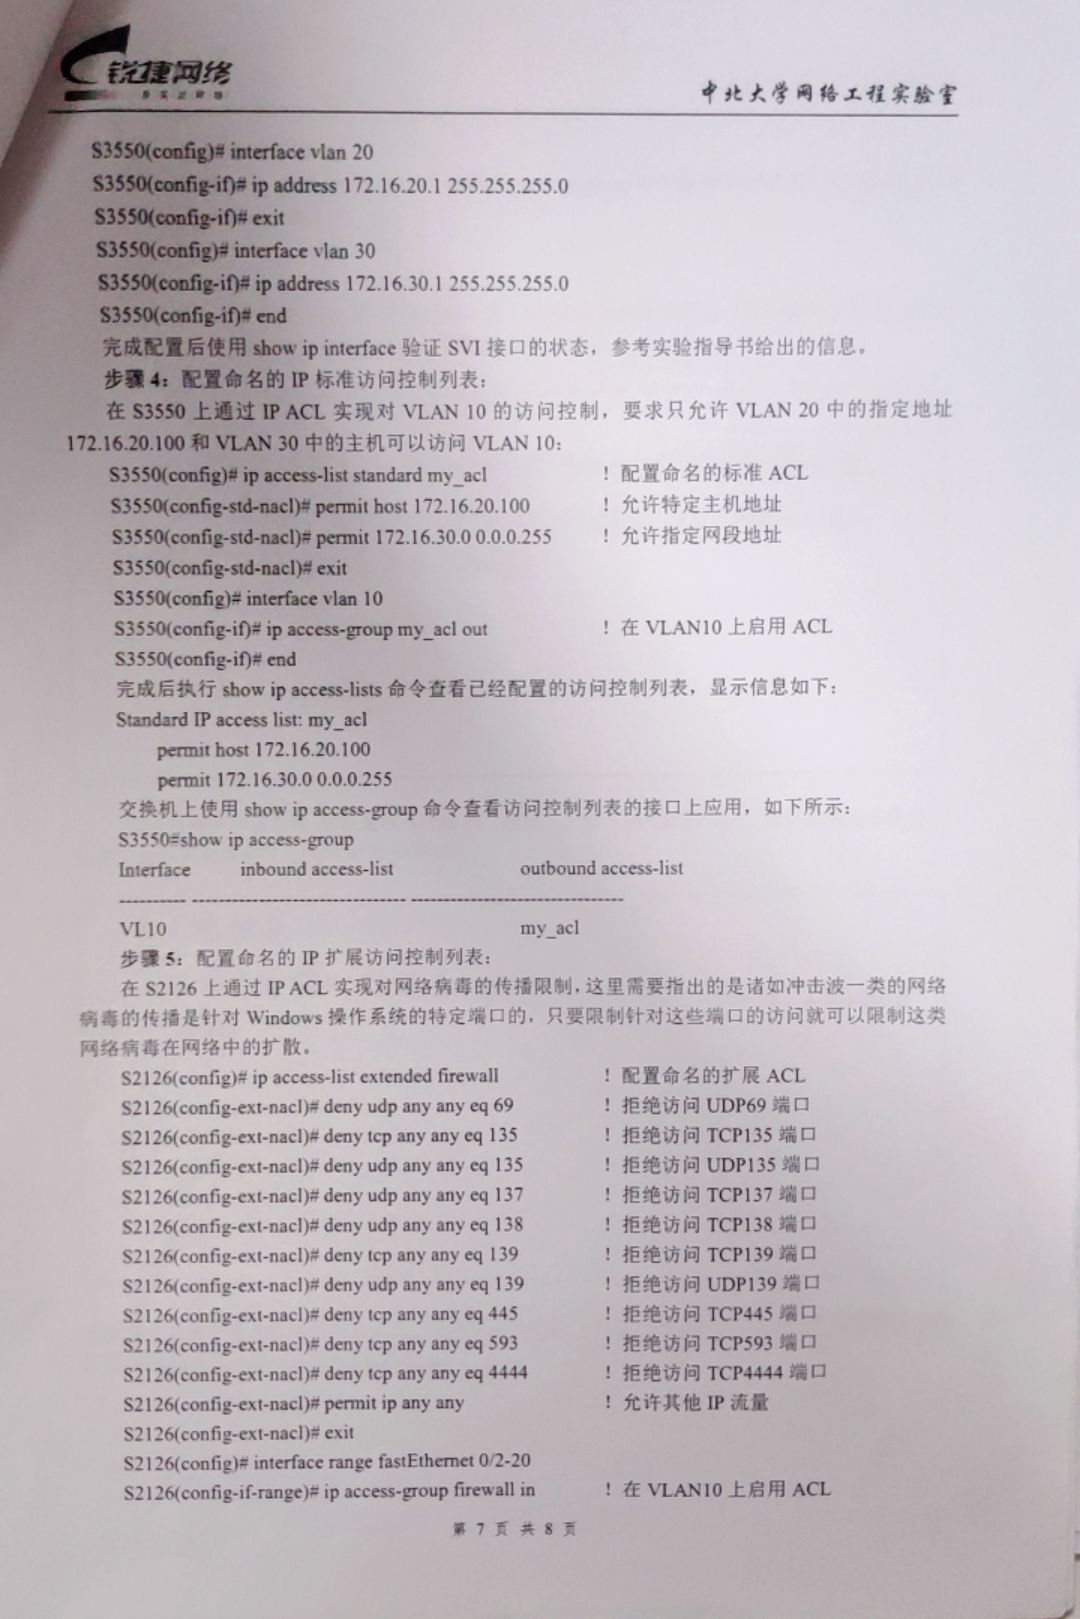 锐捷网络
中北大学网络工程实验室
S3550(config)# interface vlan 20
S3550(config-if)# ip address 172.16.20.1 255.255.255.0
S3550(config-if)# exit
S3550(config)# interface vlan 30
S3550(config-if)# ip address 172.16.30.1 255.255.255.0
S3550(config-if)# end
完成配置后使用 show ip interface 验证 SVI 接口的状态，参考实验指导书给出的信息。
步骤 4：配置命名的 IP 标准访问控制列表：
在 S3550 上通过 IP ACL 实现对 VLAN 10 的访问控制，要求只允许 VLAN 20 中的指定地址
172.16.20.100 和 VLAN 30 中的主机可以访问 VLAN 10：
S3550(config)# ip access-list standard my_acl ！配置命名的标准 ACL
S3550(config-std-nacl)# permit host 172.16.20.100 ！允许特定主机地址
S3550(config-std-nacl)# permit 172.16.30.0 0.0.0.255 ！允许指定网段地址
S3550(config-std-nacl)# exit
S3550(config)# interface vlan 10
S3550(config-if)# ip access-group my_acl out ！在 VLAN10 上启用 ACL
S3550(config-if)# end
完成后执行 show ip access-lists 命令查看已经配置的访问控制列表，显示信息如下：
Standard IP access list: my_acl
permit host 172.16.20.100
permit 172.16.30.0 0.0.0.255
交换机上使用 show ip access-group 命令查看访问控制列表的接口上应用，如下所示：
S3550#show ip access-group
Interface inbound access-list outbound access-list
---------- -------------------------------- --------------------------------
VL10 my_acl
步骤 5：配置命名的 IP 扩展访问控制列表：
在 S2126 上通过 IP ACL 实现对网络病毒的传播限制，这里需要指出的是诸如冲击波一类的网络
病毒的传播是针对 Windows 操作系统的特定端口的，只要限制针对这些端口的访问就可以限制这类
网络病毒在网络中的扩散。
S2126(config)# ip access-list extended firewall ！配置命名的扩展 ACL
S2126(config-ext-nacl)# deny udp any any eq 69 ！拒绝访问 UDP69 端口
S2126(config-ext-nacl)# deny tcp any any eq 135 ！拒绝访问 TCP135 端口
S2126(config-ext-nacl)# deny udp any any eq 135 ！拒绝访问 UDP135 端口
S2126(config-ext-nacl)# deny udp any any eq 137 ！拒绝访问 TCP137 端口
S2126(config-ext-nacl)# deny udp any any eq 138 ！拒绝访问 TCP138 端口
S2126(config-ext-nacl)# deny tcp any any eq 139 ！拒绝访问 TCP139 端口
S2126(config-ext-nacl)# deny udp any any eq 139 ！拒绝访问 UDP139 端口
S2126(config-ext-nacl)# deny tcp any any eq 445 ！拒绝访问 TCP445 端口
S2126(config-ext-nacl)# deny tcp any any eq 593 ！拒绝访问 TCP593 端口
S2126(config-ext-nacl)# deny tcp any any eq 4444 ！拒绝访问 TCP4444 端口
S2126(config-ext-nacl)# permit ip any any ！允许其他 IP 流量
S2126(config-ext-nacl)# exit
S2126(config)# interface range fastEthernet 0/2-20
S2126(config-if-range)# ip access-group firewall in ！在 VLAN10 上启用 ACL
第 7 页 共 8 页